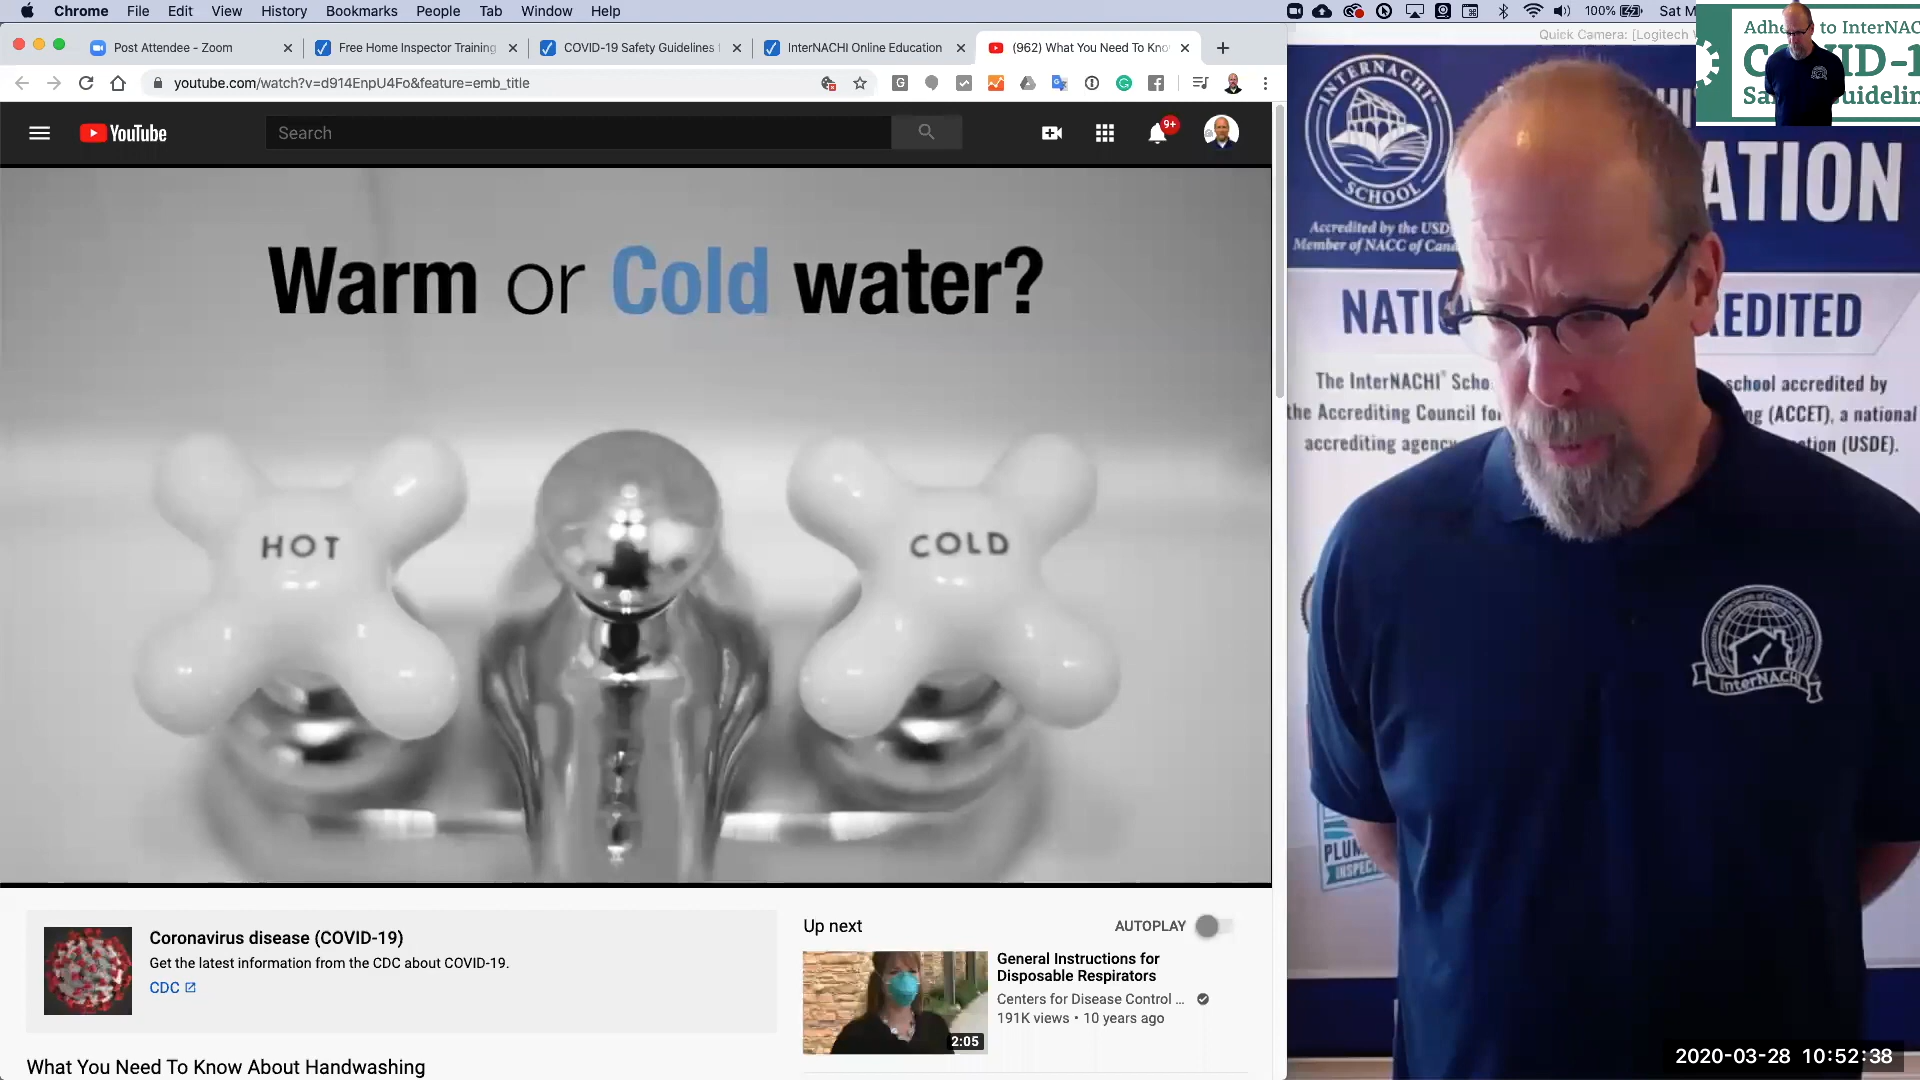 Chrome File Edit View History Bookmarks People Tab Window Help
100%
Sat
Post Attendee - Zoom
Free Home Inspector Training
COVID-19 Safety Guidelines
InterNACHI Online Education
(962) What You Need To Kno
youtube.com/watch?v=d914EnpU4Fo&feature=emb_title
YouTube
Search
9+
Warm or Cold water?
HOT
COLD
Coronavirus disease (COVID-19)
Get the latest information from the CDC about COVID-19.
CDC
What You Need To Know About Handwashing
Up next
AUTOPLAY
General Instructions for
Disposable Respirators
Centers for Disease Control ...
191K views • 10 years ago
2:05
Quick Camera: [Logitech
to InterNAC
INTERNACHI
SCHOOL
Accredited by the USD
Member of NACC of Can
ATION
EDITED
The InterNACHI® Scho
school accredited by
the Accrediting Council for
(ACCET), a national
accrediting agency
(USDE).
InterNACHI
2020-03-28 10:52:38